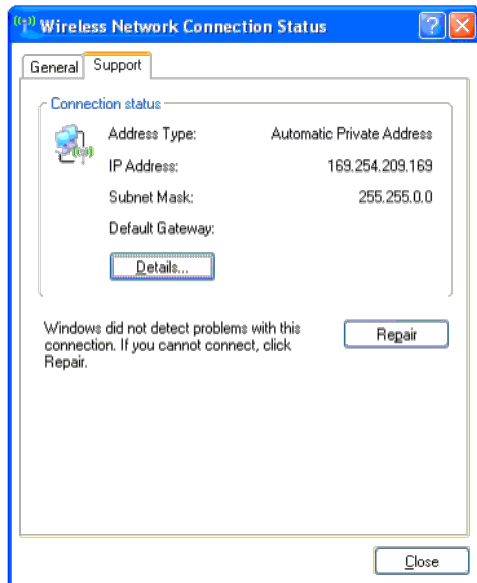 Wireless Network Connection Status
General Support
Connection status
Address Type: Automatic Private Address
IP Address: 169.254.209.169
Subnet Mask: 255.255.0.0
Default Gateway:
Details...
Windows did not detect problems with this
connection. If you cannot connect, click
Repair.
Repair
Close